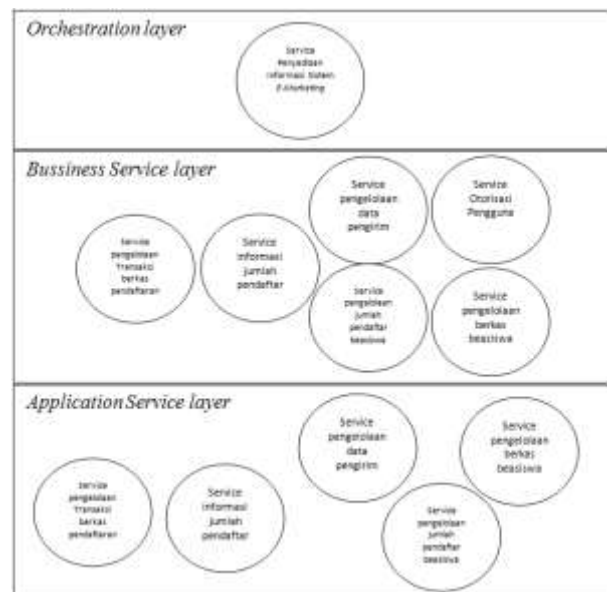 Orchestration layer
Service
Penyediaan
Informasi Sistem
E-Marketing
Bussiness Service layer
Service
pengelolaan
Transaksi
berkas
pendaftaran
Service
informasi
jumlah
pendaftar
Service
pengelolaan
data
pengirim
Service
Otorisasi
Pengguna
Service
pengelolaan
jumlah
pendaftar
beasiswa
Service
pengelolaan
berkas
beasiswa
Application Service layer
Service
pengelolaan
Transaksi
berkas
pendaftaran
Service
informasi
jumlah
pendaftar
Service
pengelolaan
data
pengirim
Service
pengelolaan
jumlah
pendaftar
beasiswa
Service
pengelolaan
berkas
beasiswa